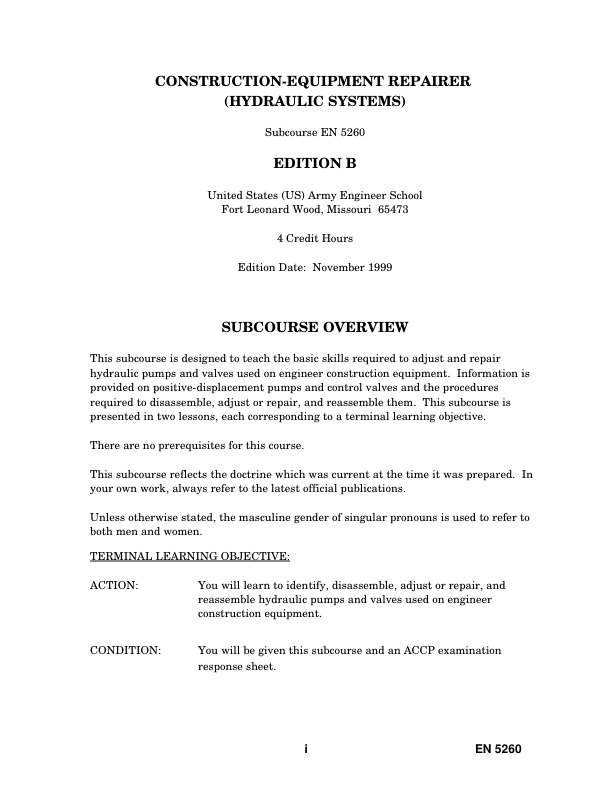 CONSTRUCTION-EQUIPMENT REPAIRER
(HYDRAULIC SYSTEMS)
Subcourse EN 5260
EDITION B
United States (US) Army Engineer School
Fort Leonard Wood, Missouri  65473
4 Credit Hours
Edition Date:  November 1999
SUBCOURSE OVERVIEW
This subcourse is designed to teach the basic skills required to adjust and repair
hydraulic pumps and valves used on engineer construction equipment.  Information is
provided on positive-displacement pumps and control valves and the procedures
required to disassemble, adjust or repair, and reassemble them.  This subcourse is
presented in two lessons, each corresponding to a terminal learning objective.
There are no prerequisites for this course.
This subcourse reflects the doctrine which was current at the time it was prepared.  In
your own work, always refer to the latest official publications.
Unless otherwise stated, the masculine gender of singular pronouns is used to refer to
both men and women.
TERMINAL LEARNING OBJECTIVE:
ACTION: You will learn to identify, disassemble, adjust or repair, and
reassemble hydraulic pumps and valves used on engineer
construction equipment.
CONDITION: You will be given this subcourse and an ACCP examination
response sheet.
i EN 5260